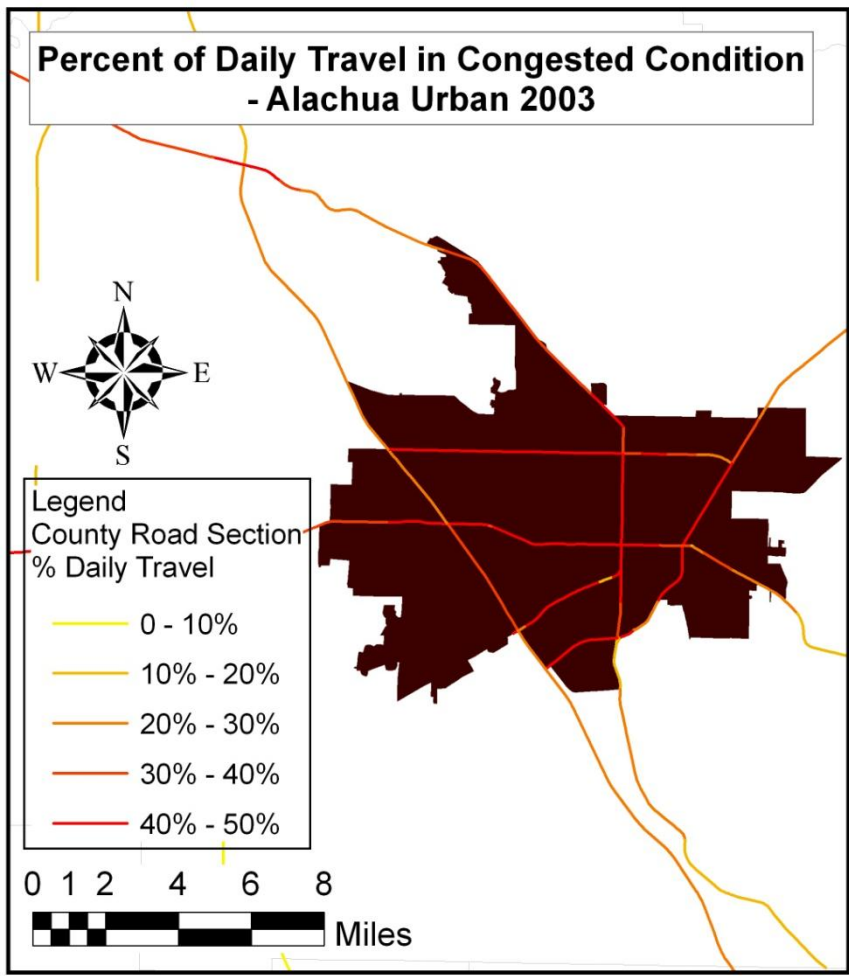 Percent of Daily Travel in Congested Condition
- Alachua Urban 2003
N
W E
S
Legend
County Road Section
% Daily Travel
0 - 10%
10% - 20%
20% - 30%
30% - 40%
40% - 50%
0 1 2 4 6 8
Miles